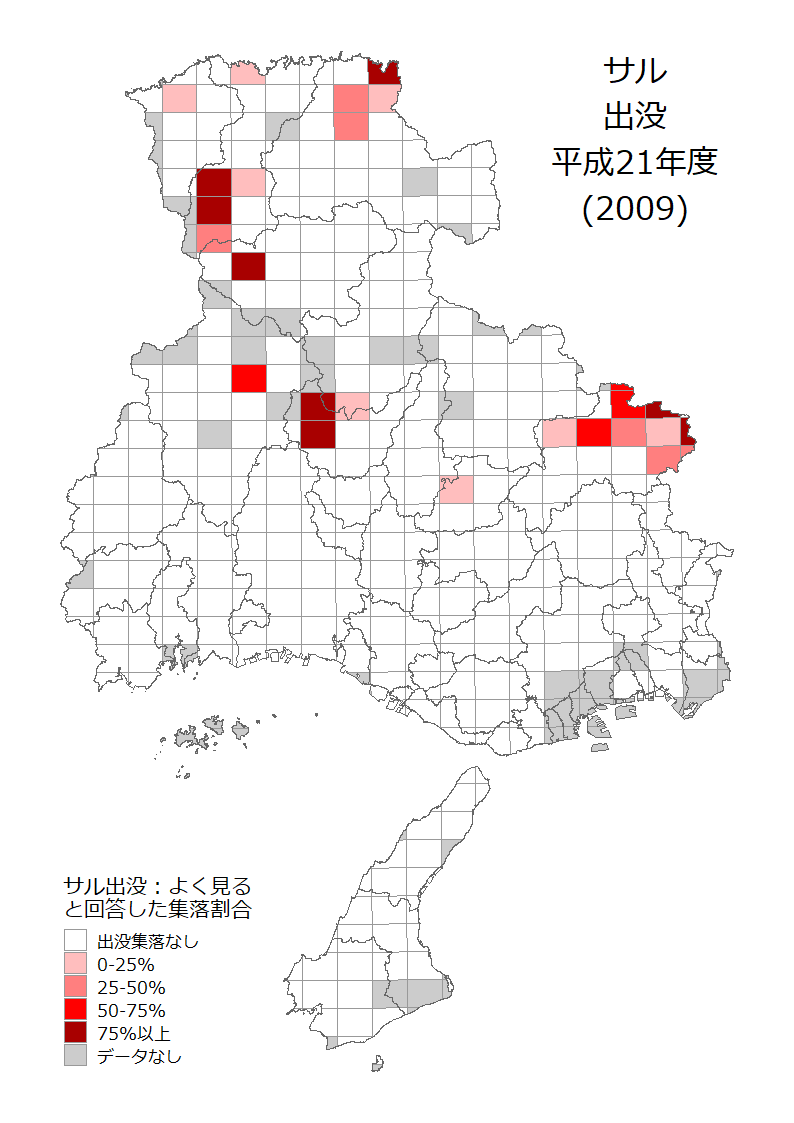 サル
出没
平成21年度
(2009)
サル出没：よく見る
と回答した集落割合
出没集落なし
0-25%
25-50%
50-75%
75%以上
データなし